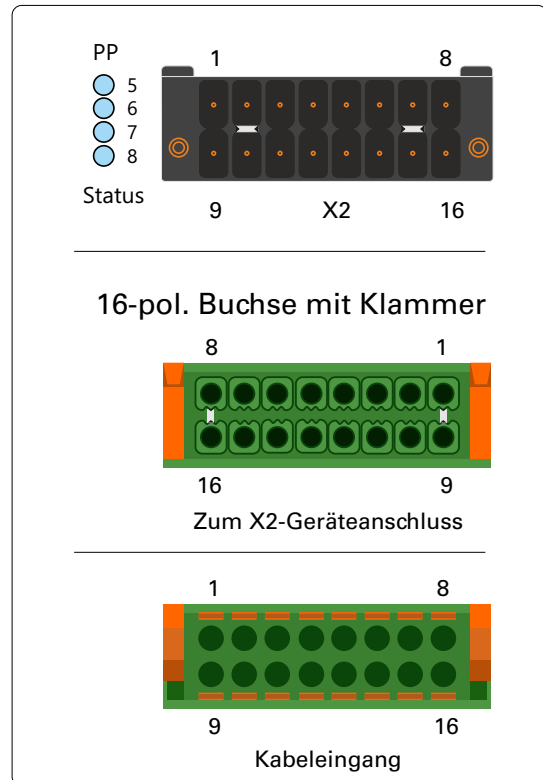 PP
1 8
5
6
7
8
Status
9 X2 16
16-pol. Buchse mit Klammer
8 1
16 9
Zum X2-Geräteanschluss
1 8
9 16
Kabeleingang